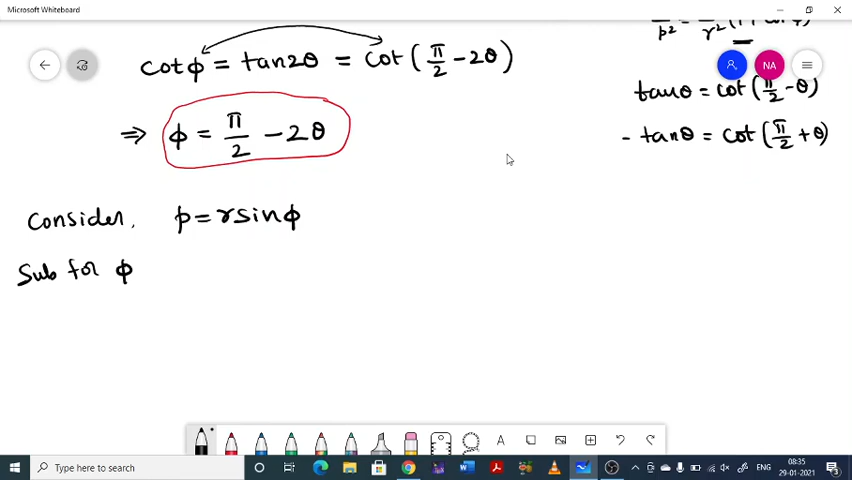 Microsoft Whiteboard
cotφ = tan2θ = cot (π/2 - 2θ)
⇒ φ = π/2 - 2θ
Consider, p = r sinφ
Sub for φ
NA
tanθ = cot (π/2 - θ)
- tanθ = cot (π/2 + θ)
Type here to search
ENG
08:35
29-01-2021